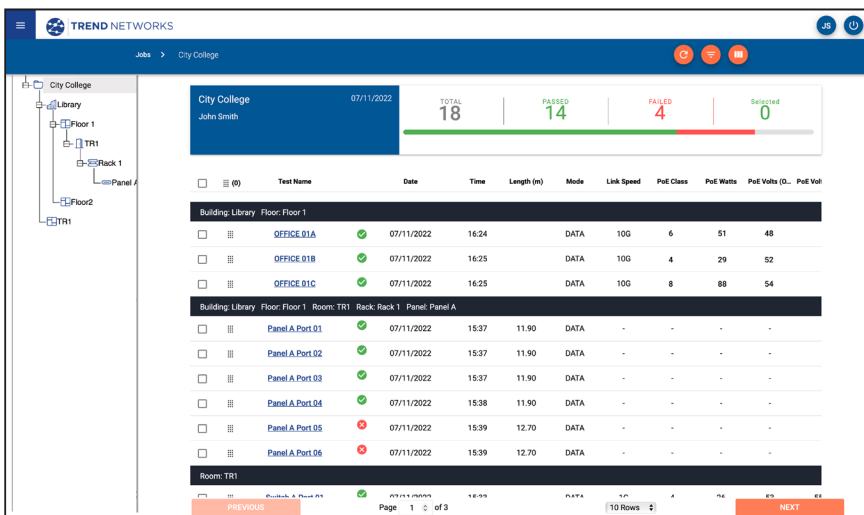 TREND NETWORKS
JS
Jobs > City College
City College
Library
Floor 1
TR1
Rack 1
Panel A
Floor2
TR1
City College 07/11/2022
John Smith
TOTAL
18
PASSED
14
FAILED
4
Selected
0
(0) Test Name Date Time Length (m) Mode Link Speed PoE Class PoE Watts PoE Volts (O... PoE Volt
Building: Library Floor: Floor 1
OFFICE 01A 07/11/2022 16:24 DATA 10G 6 51 48
OFFICE 01B 07/11/2022 16:25 DATA 10G 4 29 52
OFFICE 01C 07/11/2022 16:25 DATA 10G 8 88 54
Building: Library Floor: Floor 1 Room: TR1 Rack: Rack 1 Panel: Panel A
Panel A Port 01 07/11/2022 15:37 11.90 DATA - - - -
Panel A Port 02 07/11/2022 15:37 11.90 DATA - - - -
Panel A Port 03 07/11/2022 15:37 11.90 DATA - - - -
Panel A Port 04 07/11/2022 15:38 11.90 DATA - - - -
Panel A Port 05 07/11/2022 15:39 12.70 DATA - - - -
Panel A Port 06 07/11/2022 15:39 12.70 DATA - - - -
Room: TR1
Switch A Port 01 07/11/2022 DATA 1G 4
PREVIOUS Page 1 of 3 10 Rows NEXT